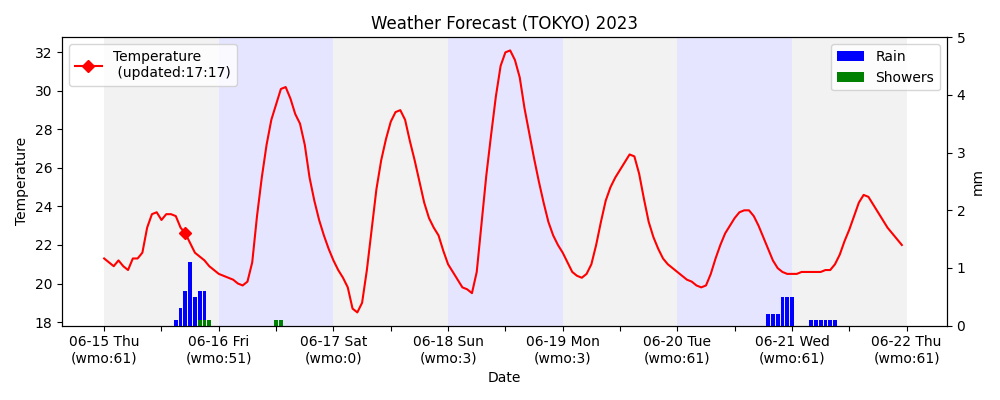 Weather Forecast (TOKYO) 2023
Temperature
(updated:17:17)
Rain
Showers
32
30
28
26
24
22
20
18
Temperature
5
4
3
2
1
0
mm
06-15 Thu 06-16 Fri 06-17 Sat 06-18 Sun 06-19 Mon 06-20 Tue 06-21 Wed 06-22 Thu
(wmo:61) (wmo:51) (wmo:0) (wmo:3) (wmo:3) (wmo:61) (wmo:61) (wmo:61)
Date